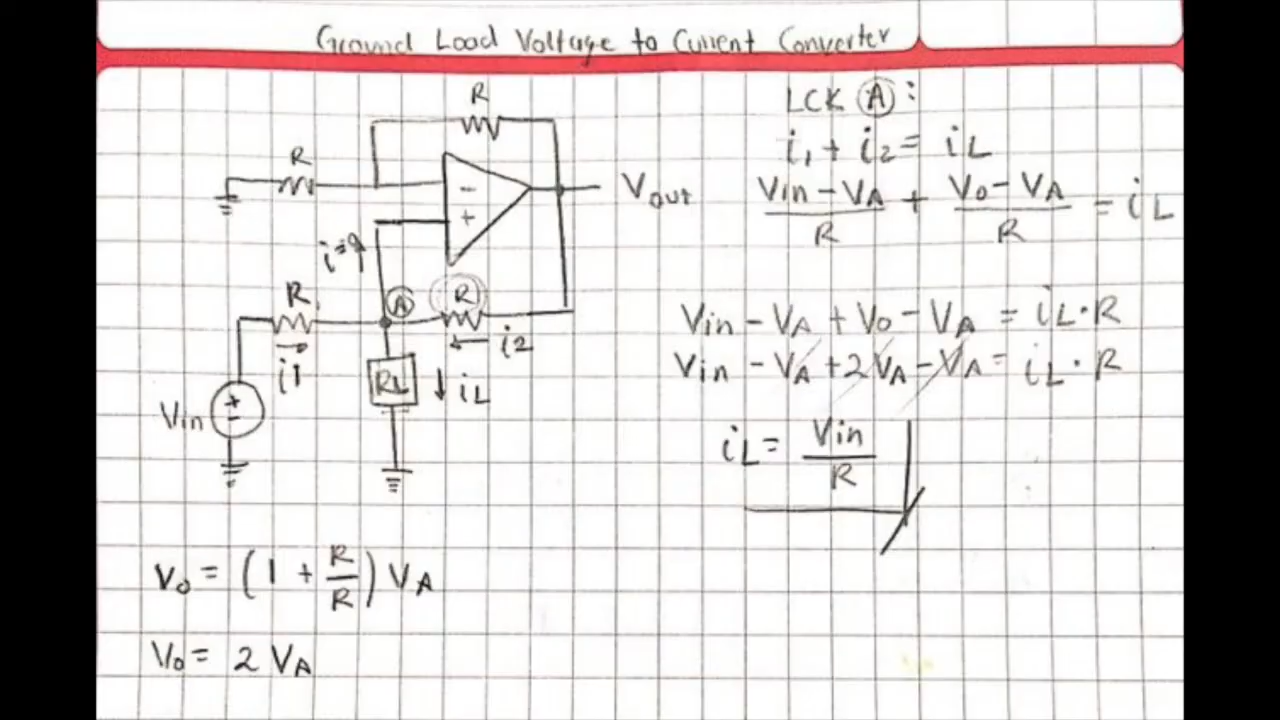 Ground Load Voltage to Current Converter
R
R
-
+
Vout
i=φ
A
R
R
i1
i2
RL
iL
Vin
+
-
Vo = (1 + R/R) VA
Vo = 2 VA
LCK A :
i1 + i2 = iL
Vin - VA / R + Vo - VA / R = iL
Vin - VA + Vo - VA = iL · R
Vin - VA + 2VA - VA = iL · R
iL = Vin / R